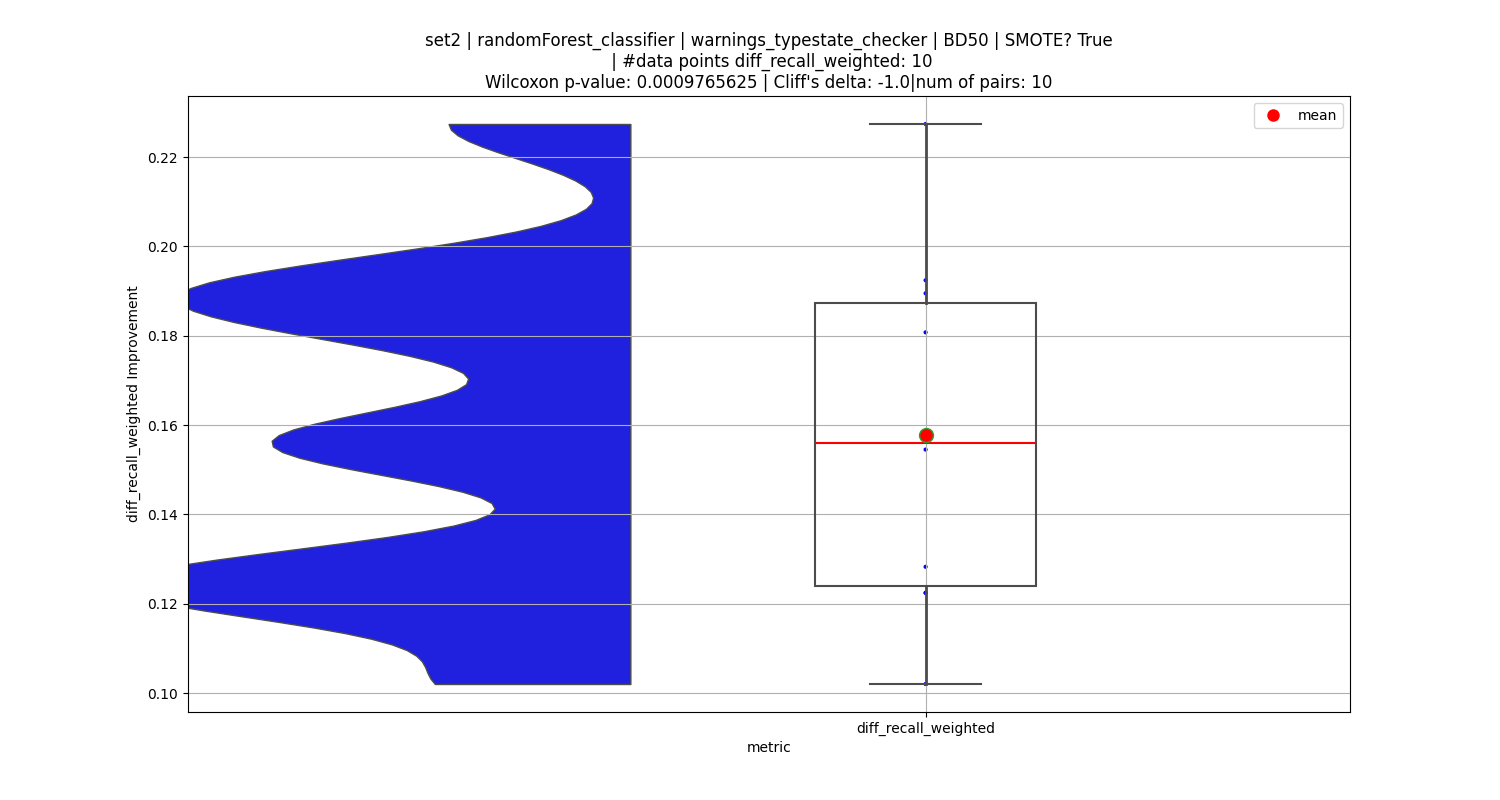 set2 | randomForest_classifier | warnings_typestate_checker | BD50 | SMOTE? True
| #data points diff_recall_weighted: 10
Wilcoxon p-value: 0.0009765625 | Cliff's delta: -1.0|num of pairs: 10
mean
0.22
0.20
0.18
0.16
0.14
0.12
0.10
diff_recall_weighted Improvement
diff_recall_weighted
metric